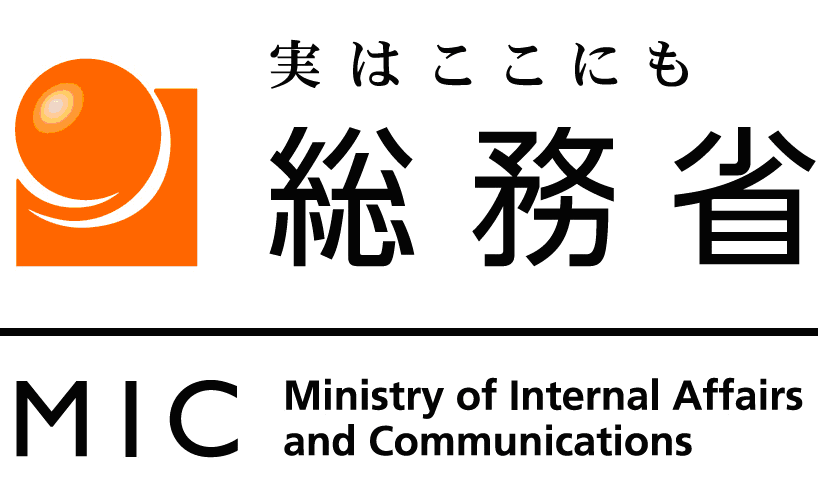 実はここにも
総務省
MIC
Ministry of Internal Affairs
and Communications